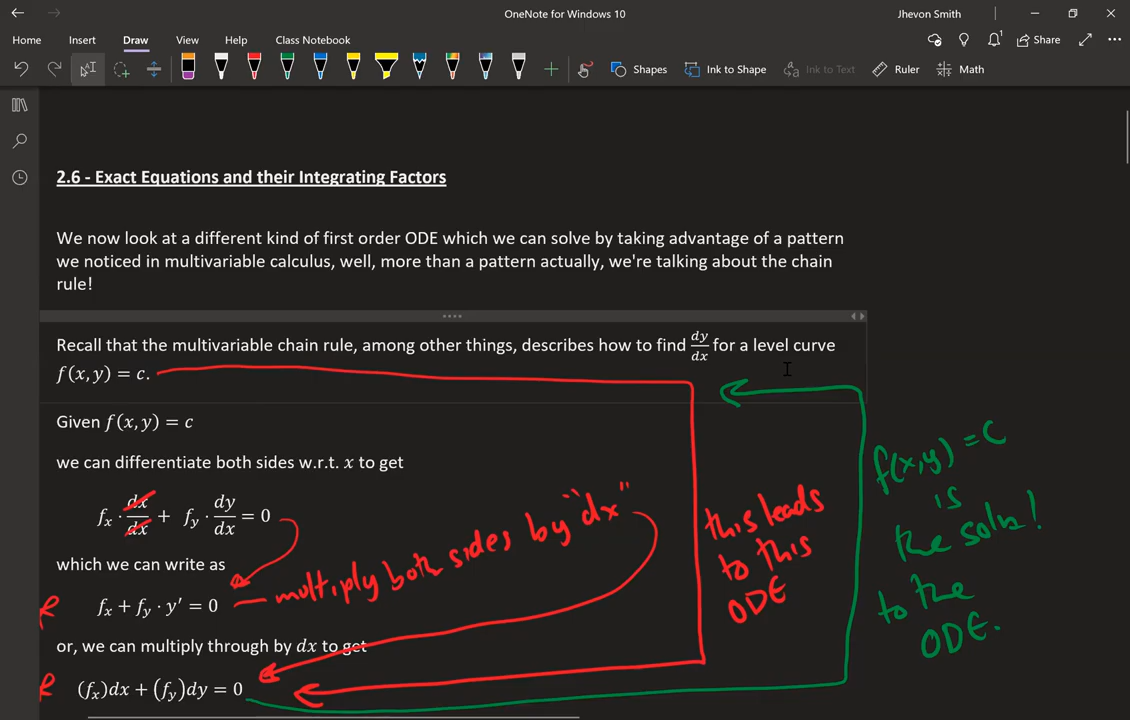 OneNote for Windows 10
Jhevon Smith
Home Insert Draw View Help Class Notebook
Share
Shapes Ink to Shape Ink to Text Ruler Math
2.6 - Exact Equations and their Integrating Factors
We now look at a different kind of first order ODE which we can solve by taking advantage of a pattern
we noticed in multivariable calculus, well, more than a pattern actually, we're talking about the chain
rule!
Recall that the multivariable chain rule, among other things, describes how to find dy/dx for a level curve
f(x,y) = c.
Given f(x,y) = c
we can differentiate both sides w.r.t. x to get
f_x · dx/dx + f_y · dy/dx = 0
which we can write as
f_x + f_y · y′ = 0
multiply both sides by "dx"
or, we can multiply through by dx to get
(f_x)dx + (f_y)dy = 0
this leads
to this
ODE
f(x,y) = C
is
the soln!
to the
ODE.